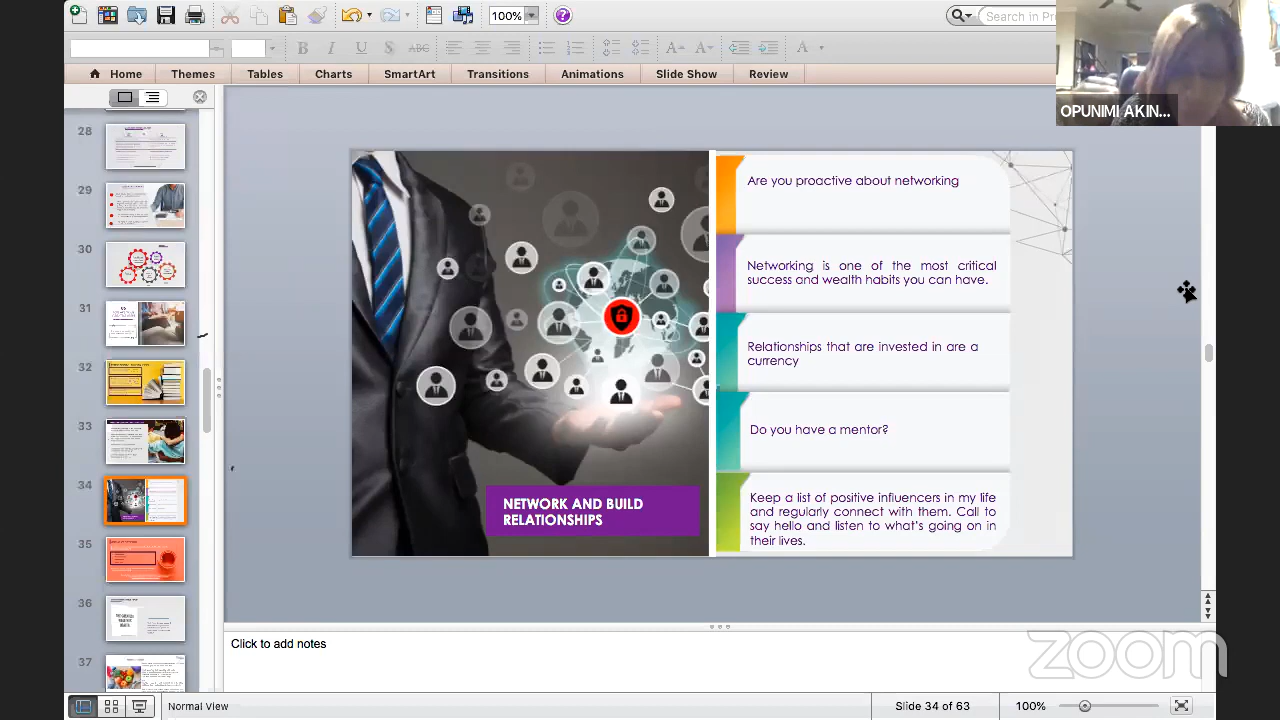 100%
Search in Pr
OPUNIMI AKIN...
B I U S ABC
Home Themes Tables Charts SmartArt Transitions Animations Slide Show Review
28
29
30
31
32
33
34
35
36
37
Are you proactive about networking
Networking is one of the most critical
success and wealth habits you can have.
Relationships that are invested in are a
currency
Do you have a mentor?
Keep a list of positive influencers in my life
and regularly connect with them. Call to
say hello and listen to what's going on in
their lives.
NETWORK AND BUILD
RELATIONSHIPS
Click to add notes
zoom
Normal View
Slide 34 of 63
100%